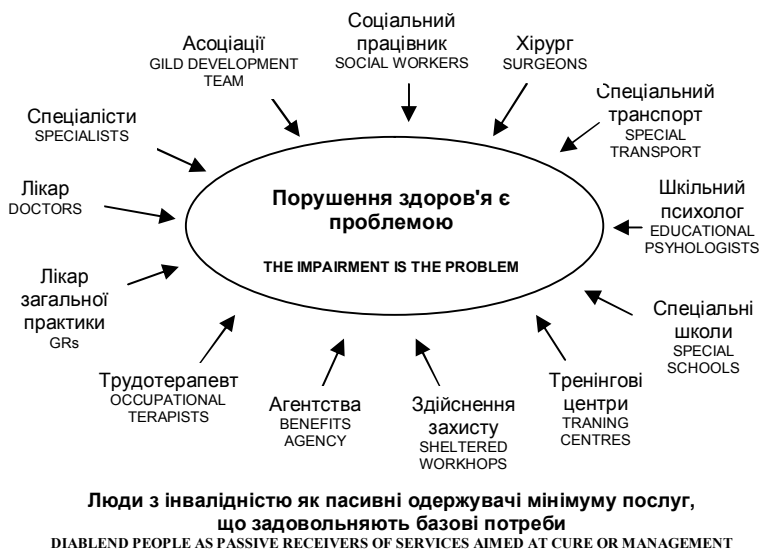 Соціальний
працівник
SOCIAL WORKERS
Асоціації
GILD DEVELOPMENT
TEAM
Хірург
SURGEONS
Спеціальний
транспорт
SPECIAL
TRANSPORT
Спеціалісти
SPECIALISTS
Лікар
DOCTORS
Порушення здоров'я є
проблемою
THE IMPAIRMENT IS THE PROBLEM
Шкільний
психолог
EDUCATIONAL
PSYHOLOGISTS
Лікар
загальної
практики
GRs
Спеціальні
школи
SPECIAL
SCHOOLS
Трудотерапевт
OCCUPATIONAL
TERAPISTS
Агентства
BENEFITS
AGENCY
Здійснення
захисту
SHELTERED
WORKHOPS
Тренінгові
центри
TRANING
CENTRES
Люди з інвалідністю як пасивні одержувачі мінімуму послуг,
що задовольняють базові потреби
DIABLEND PEOPLE AS PASSIVE RECEIVERS OF SERVICES AIMED AT CURE OR MANAGEMENT